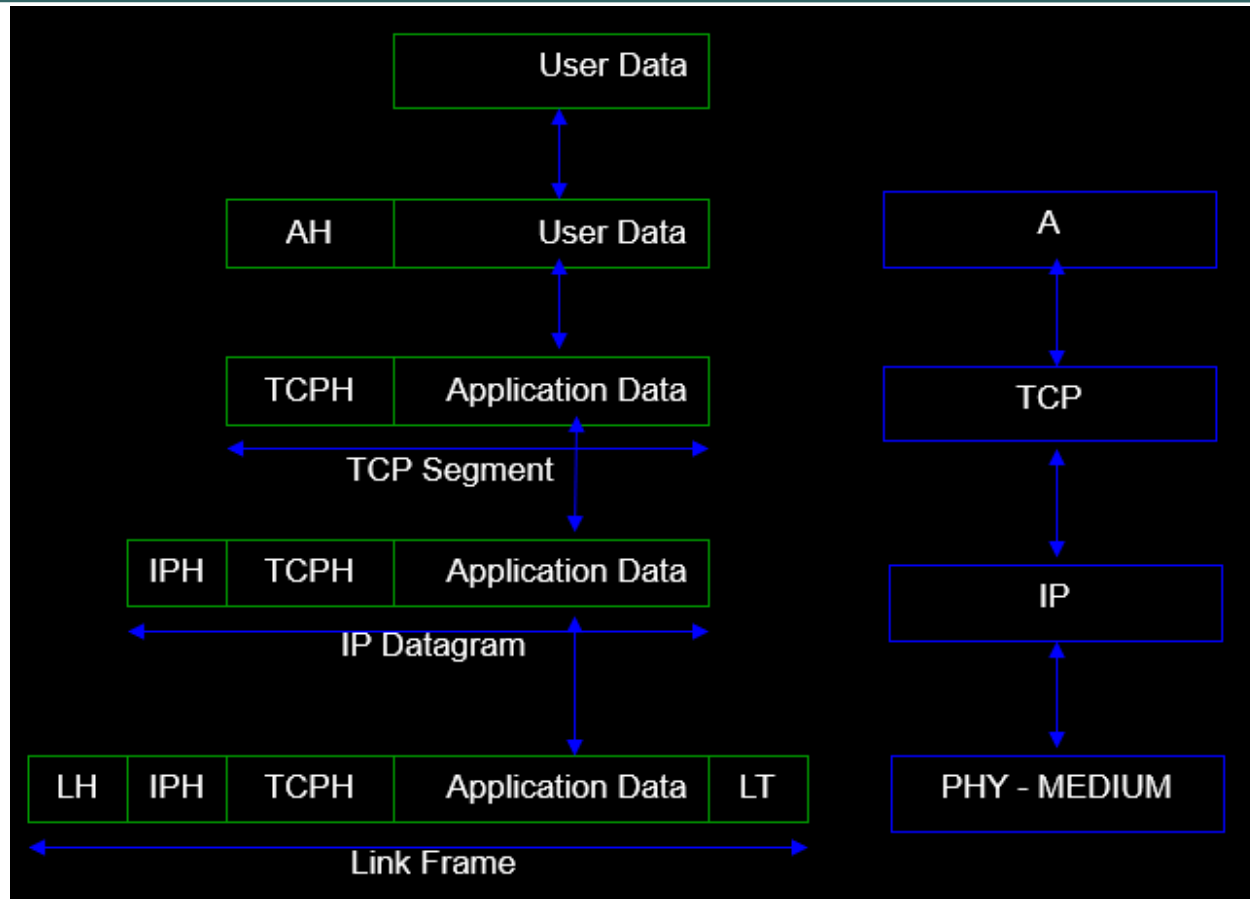 User Data
AH User Data A
TCPH Application Data TCP
TCP Segment
IPH TCPH Application Data IP
IP Datagram
LH IPH TCPH Application Data LT PHY - MEDIUM
Link Frame